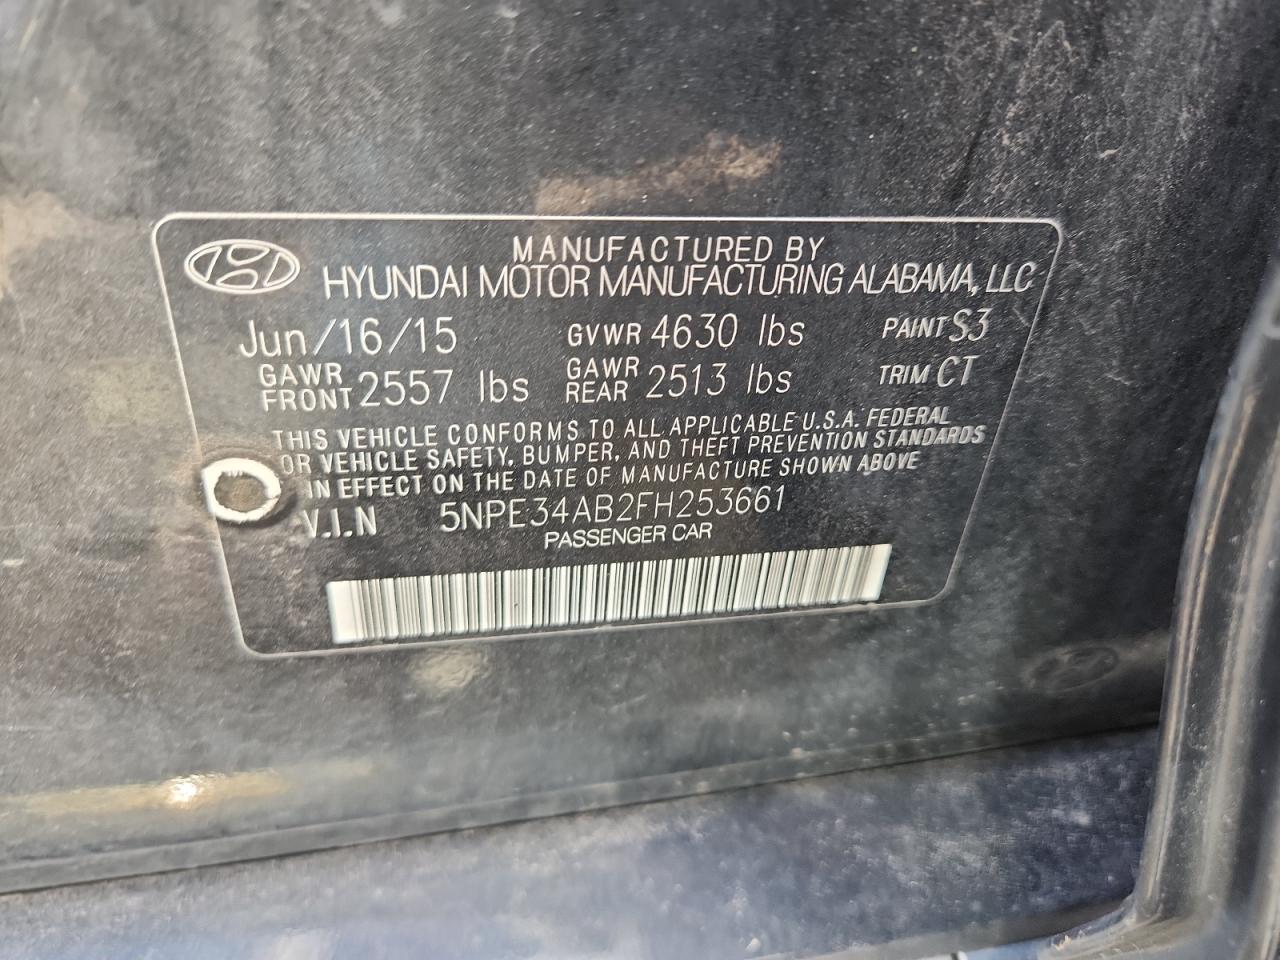 MANUFACTURED BY
HYUNDAI MOTOR MANUFACTURING ALABAMA, LLC
Jun/16/15 GVWR 4630 lbs PAINT S3
GAWR FRONT 2557 lbs GAWR REAR 2513 lbs TRIM CT
THIS VEHICLE CONFORMS TO ALL APPLICABLE U.S.A. FEDERAL
OR VEHICLE SAFETY, BUMPER, AND THEFT PREVENTION STANDARDS
IN EFFECT ON THE DATE OF MANUFACTURE SHOWN ABOVE
V.I.N 5NPE34AB2FH253661
PASSENGER CAR